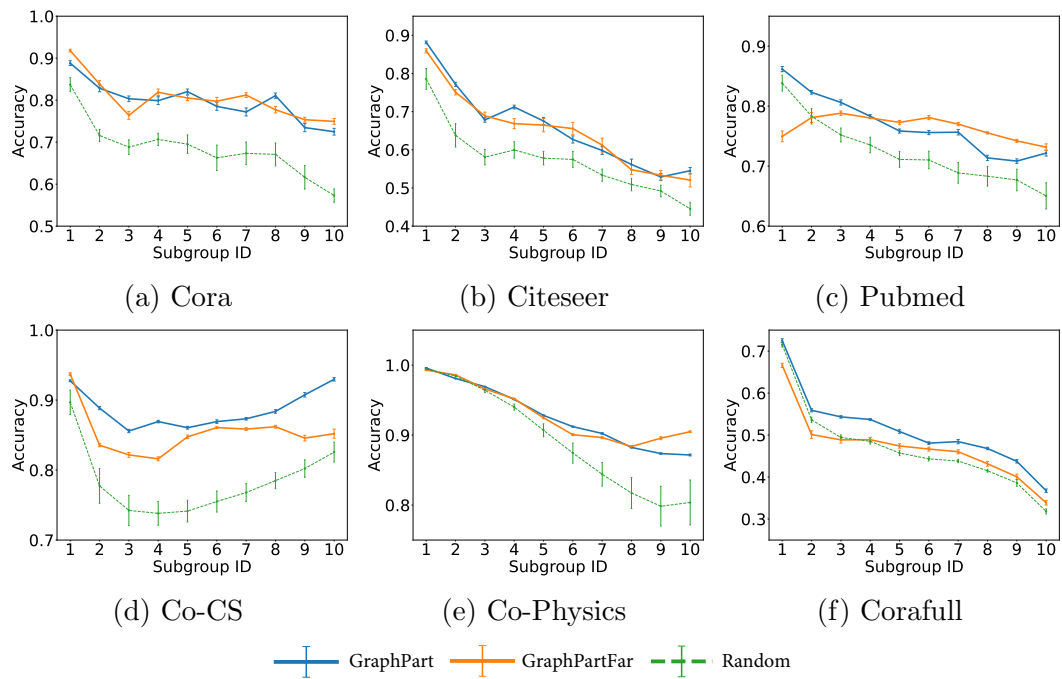 1.0
0.9
0.8
0.7
0.6
0.5
Accuracy
1 2 3 4 5 6 7 8 9 10
Subgroup ID
(a) Cora
0.9
0.8
0.7
0.6
0.5
0.4
Accuracy
1 2 3 4 5 6 7 8 9 10
Subgroup ID
(b) Citeseer
0.9
0.8
0.7
0.6
Accuracy
1 2 3 4 5 6 7 8 9 10
Subgroup ID
(c) Pubmed
1.0
0.9
0.8
0.7
Accuracy
1 2 3 4 5 6 7 8 9 10
Subgroup ID
(d) Co-CS
1.0
0.9
0.8
Accuracy
1 2 3 4 5 6 7 8 9 10
Subgroup ID
(e) Co-Physics
0.7
0.6
0.5
0.4
0.3
Accuracy
1 2 3 4 5 6 7 8 9 10
Subgroup ID
(f) Corafull
GraphPart GraphPartFar Random